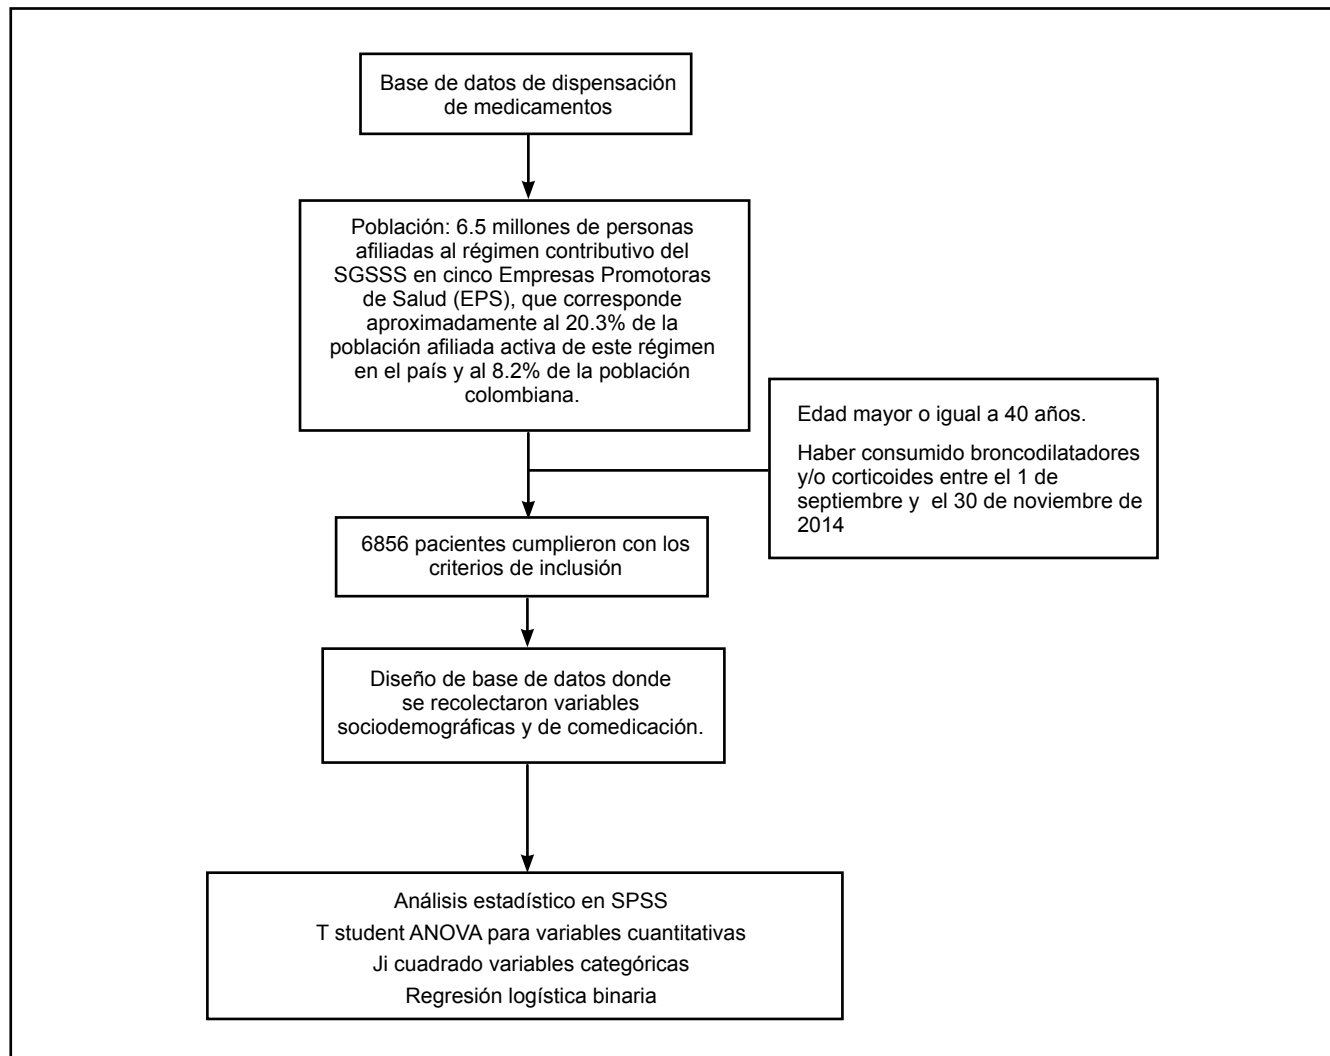 Base de datos de dispensación
de medicamentos
Población: 6.5 millones de personas
afiliadas al régimen contributivo del
SGSSS en cinco Empresas Promotoras
de Salud (EPS), que corresponde
aproximadamente al 20.3% de la
población afiliada activa de este régimen
en el país y al 8.2% de la población
colombiana.
Edad mayor o igual a 40 años.
Haber consumido broncodilatadores
y/o corticoides entre el 1 de
septiembre y el 30 de noviembre de
2014
6856 pacientes cumplieron con los
criterios de inclusión
Diseño de base de datos donde
se recolectaron variables
sociodemográficas y de comedicación.
Análisis estadístico en SPSS
T student ANOVA para variables cuantitativas
Ji cuadrado variables categóricas
Regresión logística binaria